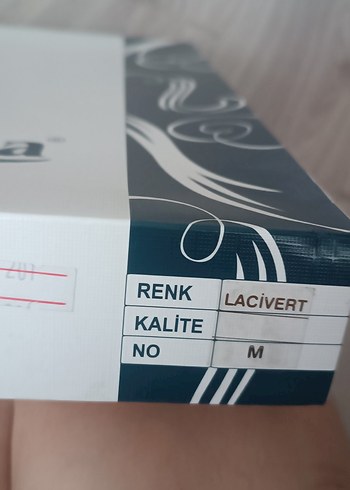 RENK LACİVERT
KALİTE
NO M